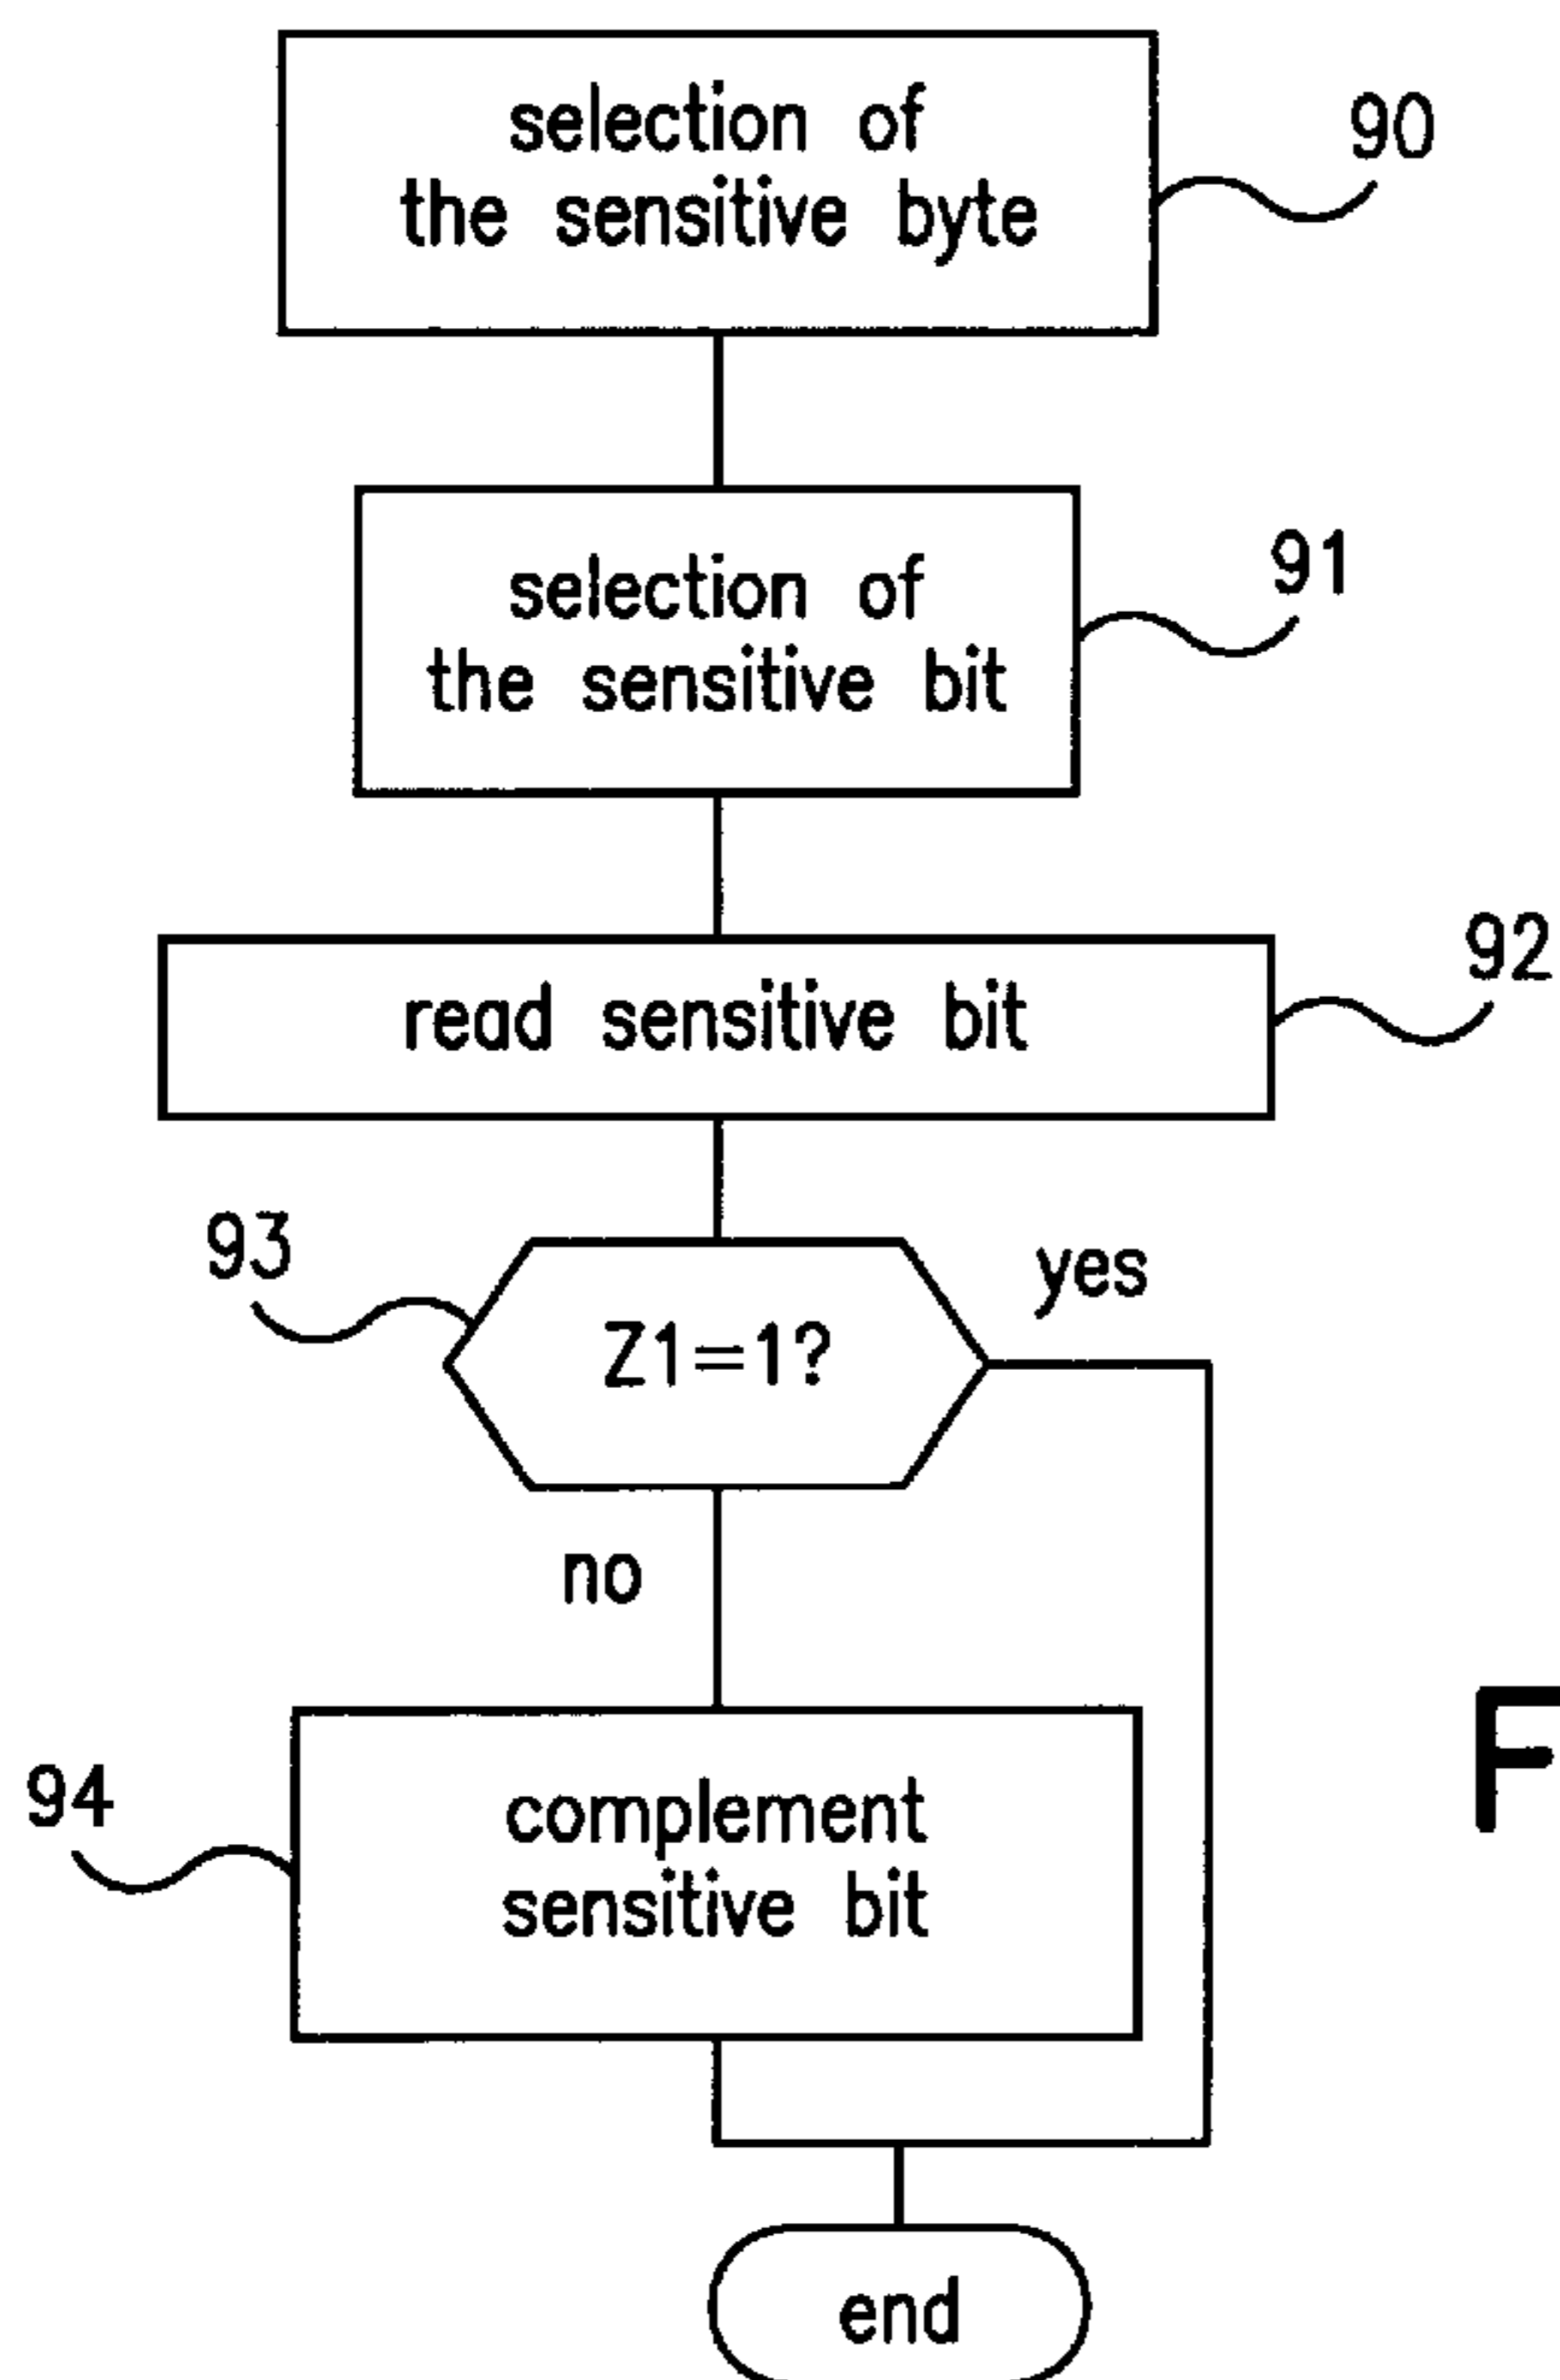 selection of
the sensitive byte
90
selection of
the sensitive bit
91
read sensitive bit
92
93
Z1=1?
yes
no
94
complement
sensitive bit
F
end